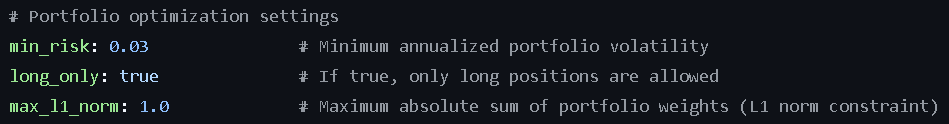 # Portfolio optimization settings
min_risk: 0.03 # Minimum annualized portfolio volatility
long_only: true # If true, only long positions are allowed
max_l1_norm: 1.0 # Maximum absolute sum of portfolio weights (L1 norm constraint)